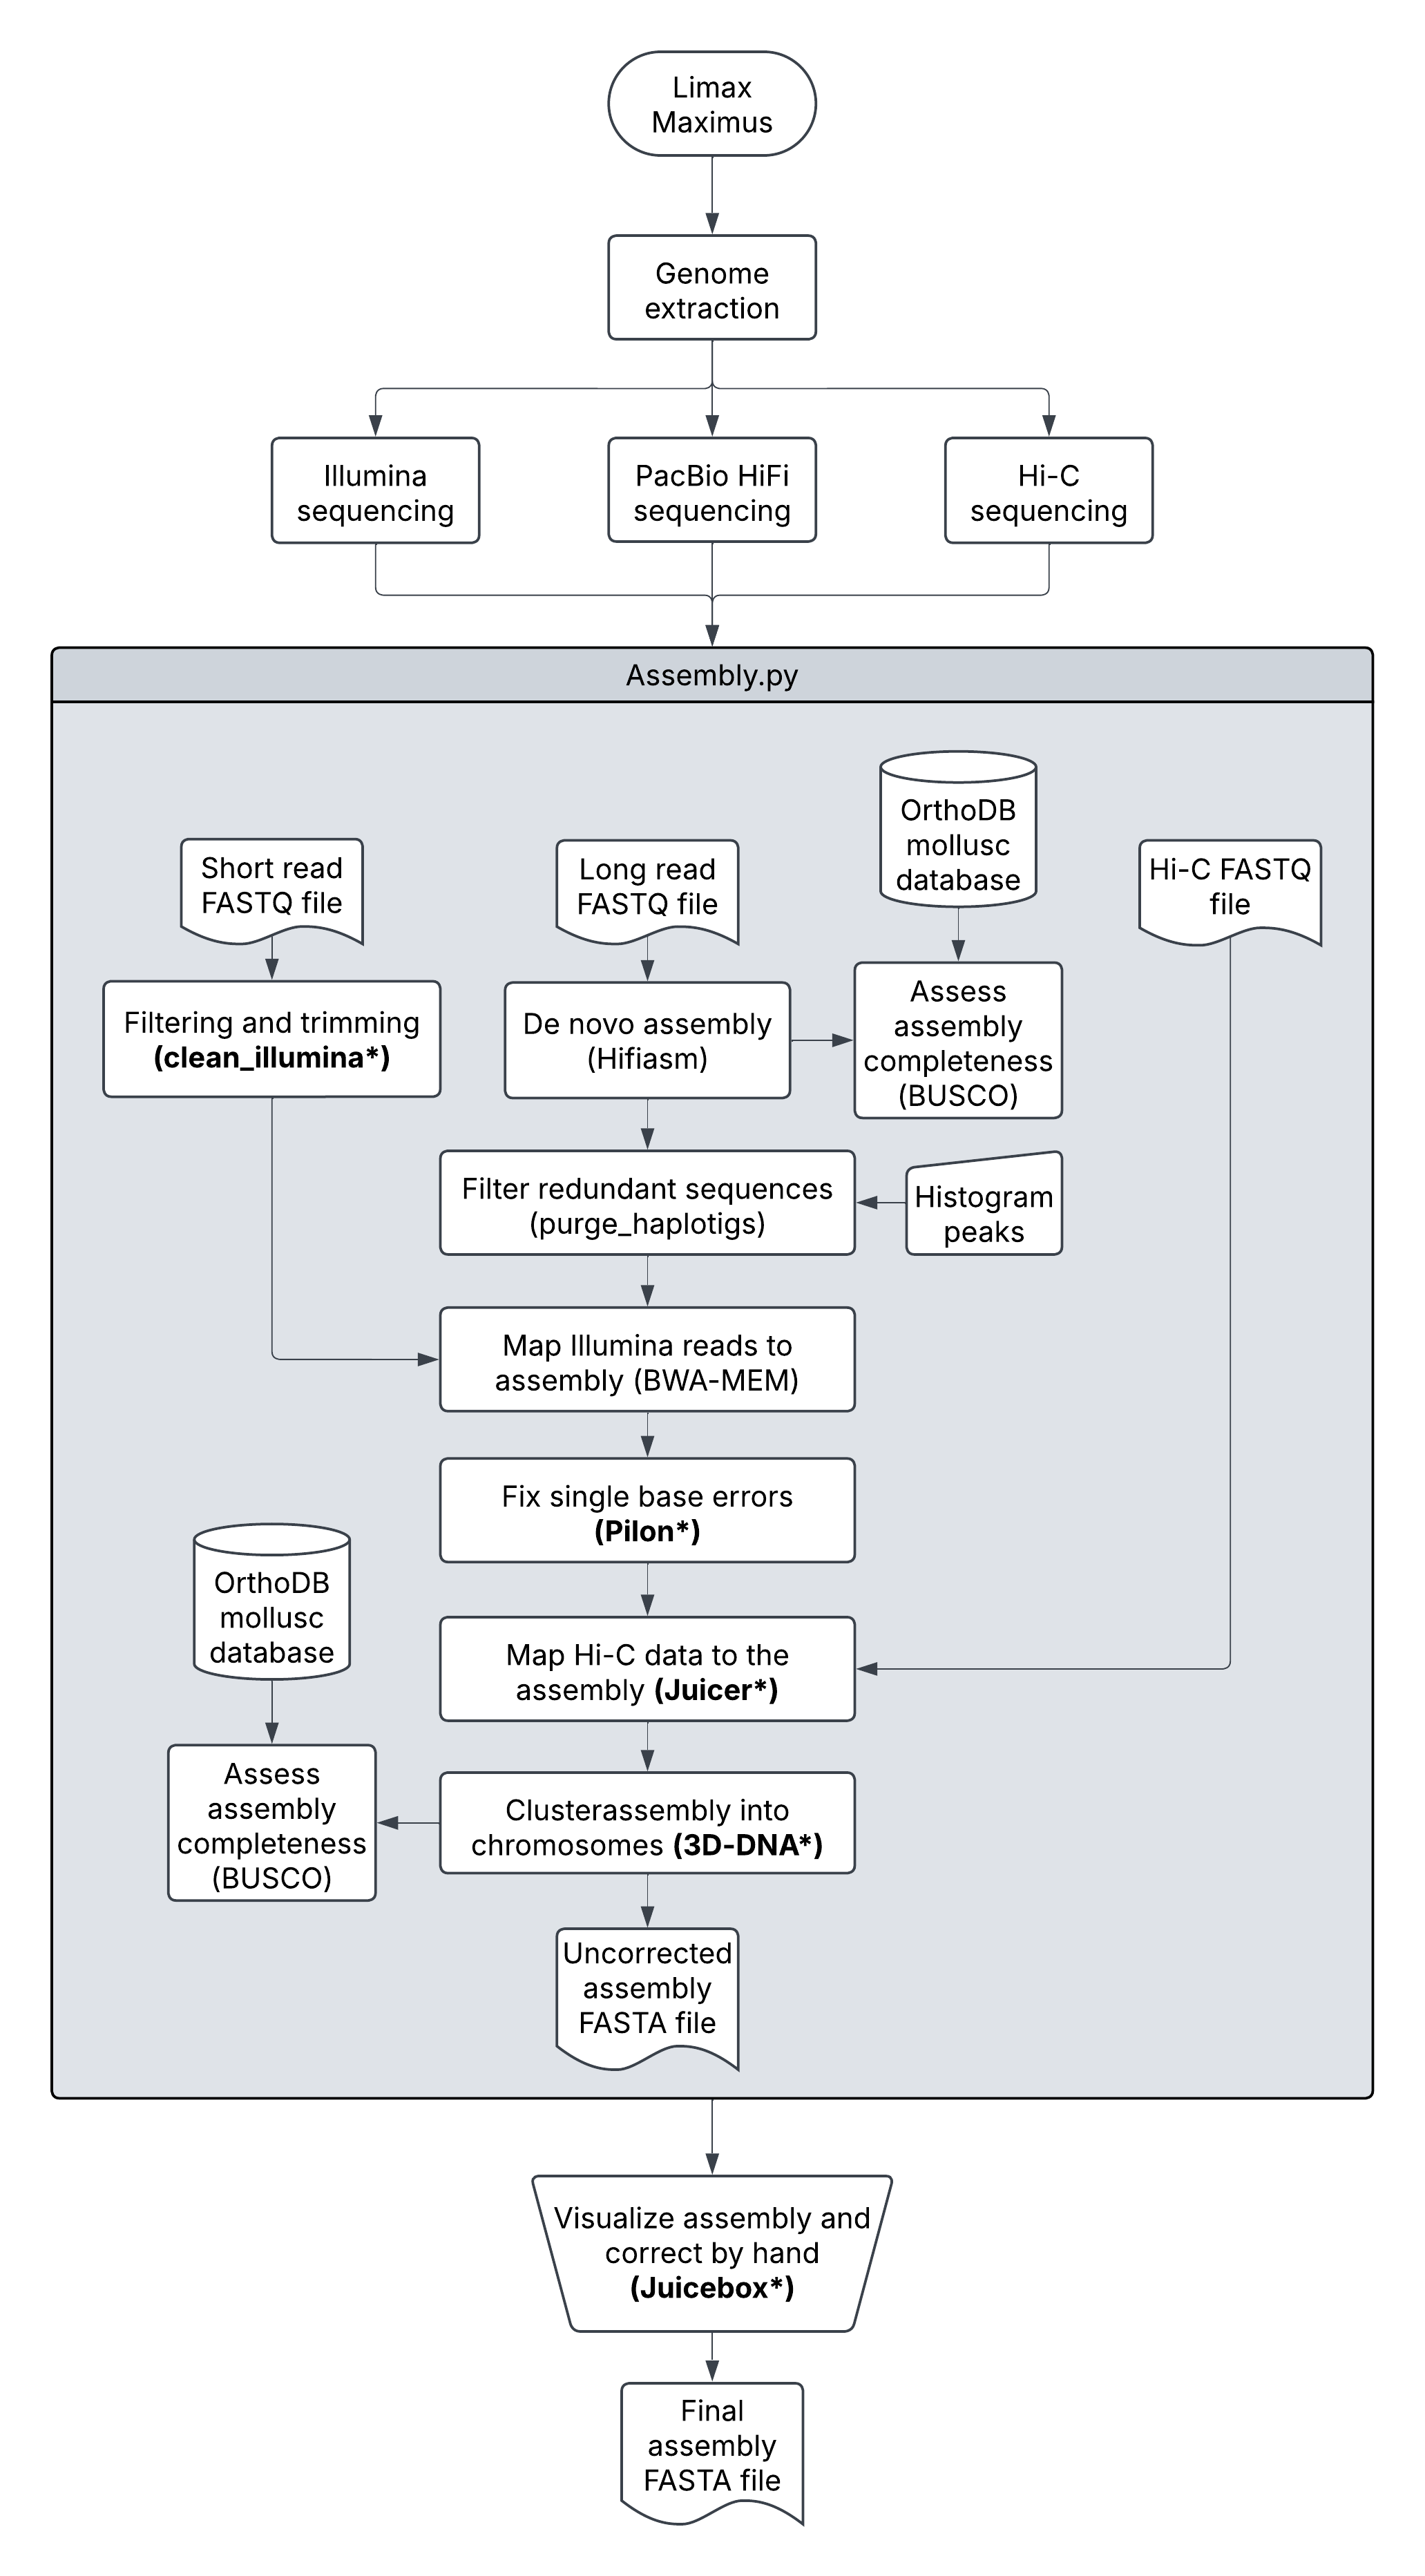 Limax
Maximus
Genome
extraction
Illumina
sequencing
PacBio HiFi
sequencing
Hi-C
sequencing
Assembly.py
Short read
FASTQ file
Long read
FASTQ file
OrthoDB
mollusc
database
Hi-C FASTQ
file
Filtering and trimming
(clean_illumina*)
De novo assembly
(Hifiasm)
Assess
assembly
completeness
(BUSCO)
Filter redundant sequences
(purge_haplotigs)
Histogram
peaks
Map Illumina reads to
assembly (BWA-MEM)
Fix single base errors
(Pilon*)
OrthoDB
mollusc
database
Map Hi-C data to the
assembly (Juicer*)
Assess
assembly
completeness
(BUSCO)
Clusterassembly into
chromosomes (3D-DNA*)
Uncorrected
assembly
FASTA file
Visualize assembly and
correct by hand
(Juicebox*)
Final
assembly
FASTA file